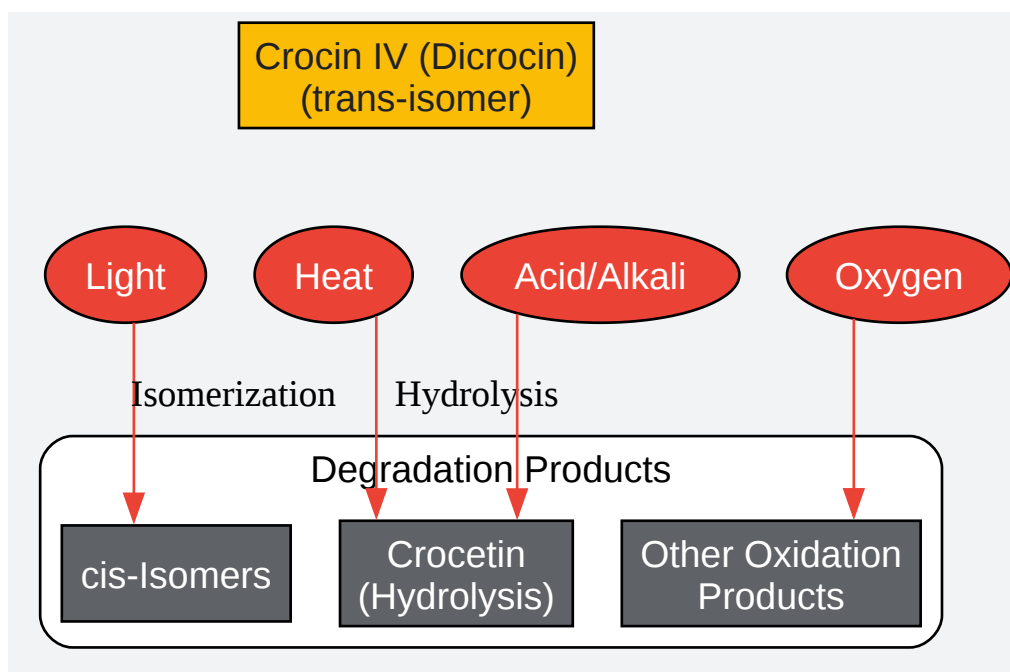 Crocin IV (Dicrocin)
(trans-isomer)
Light
Heat
Acid/Alkali
Oxygen
Isomerization
Hydrolysis
Degradation Products
cis-Isomers
Crocetin
(Hydrolysis)
Other Oxidation
Products